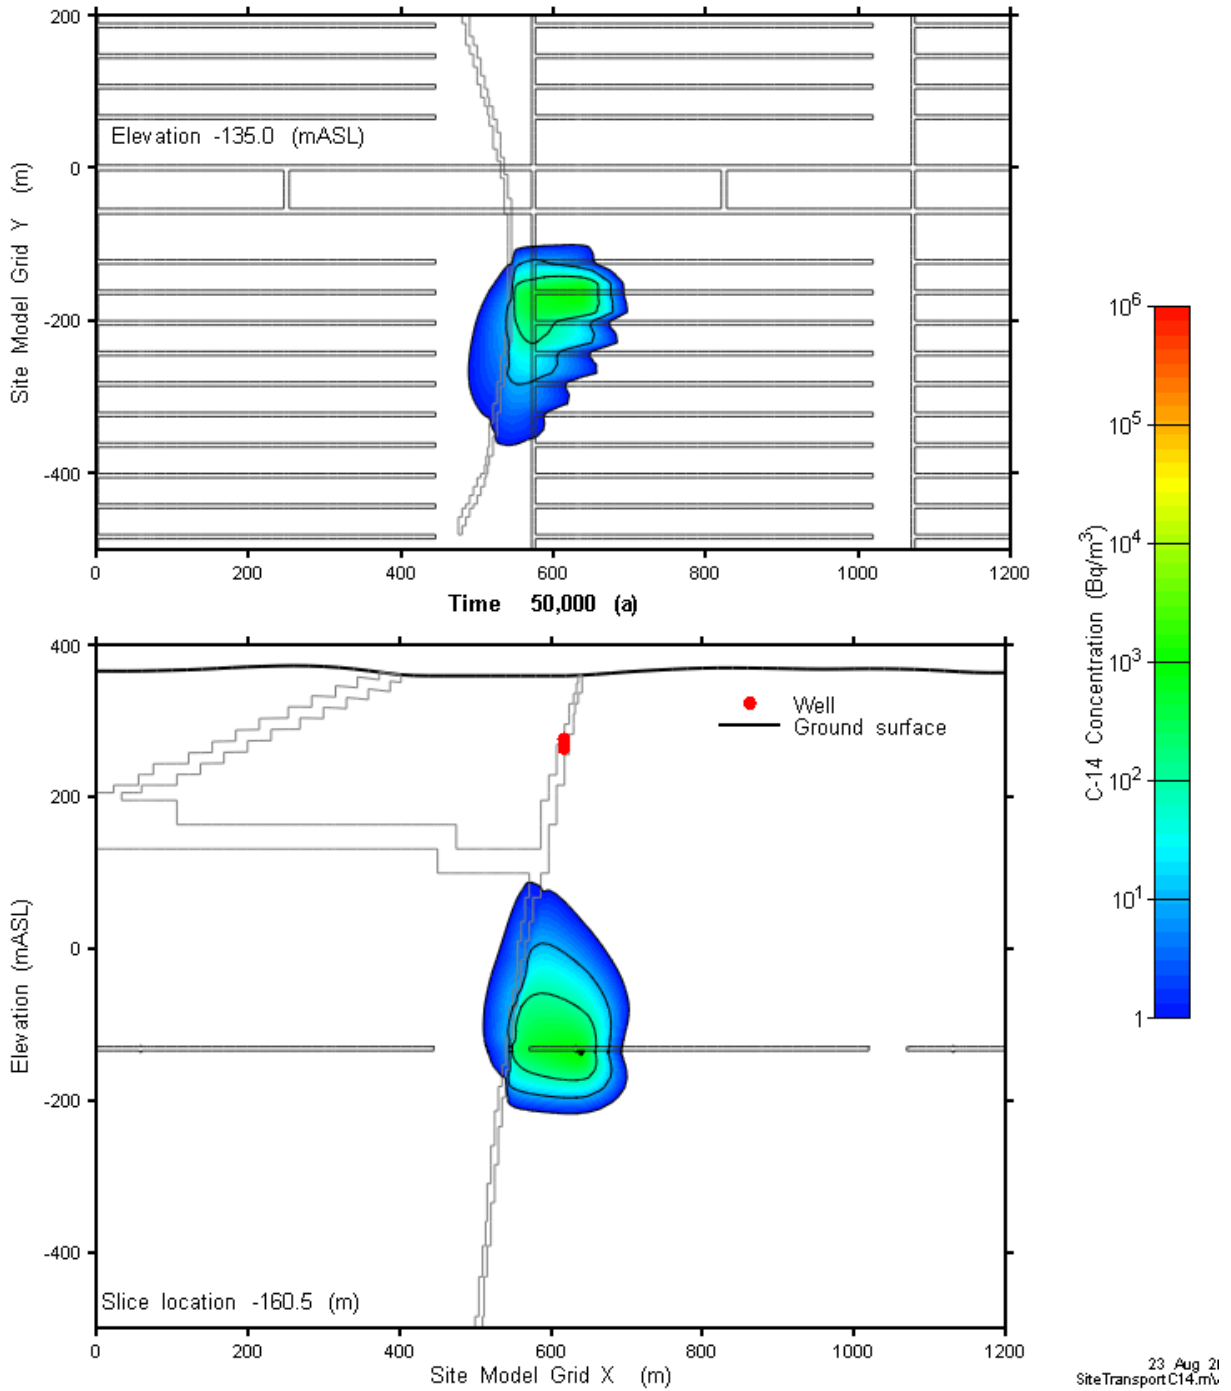 200
0
-200
-400
Site Model Grid Y (m)
Elevation -135.0 (mASL)
0 200 400 600 800 1000 1200
Time 50,000 (a)
400
200
0
-200
-400
Elevation (mASL)
Well
Ground surface
Slice location -160.5 (m)
0 200 400 600 800 1000 1200
Site Model Grid X (m)
10^6
10^5
10^4
10^3
10^2
10^1
1
C-14 Concentration (Bq/m^3)
23 Aug
SiteTransportC14.m